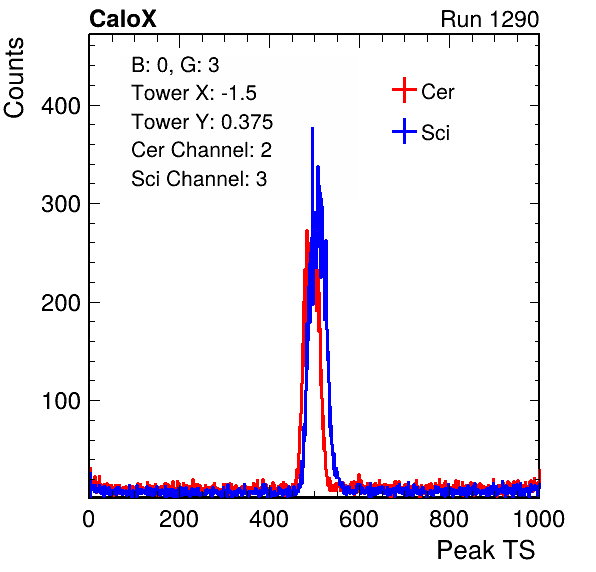 CaloX Run 1290
Counts
B: 0, G: 3
Tower X: -1.5
Tower Y: 0.375
Cer Channel: 2
Sci Channel: 3
Cer
Sci
400
300
200
100
0 200 400 600 800 1000
Peak TS